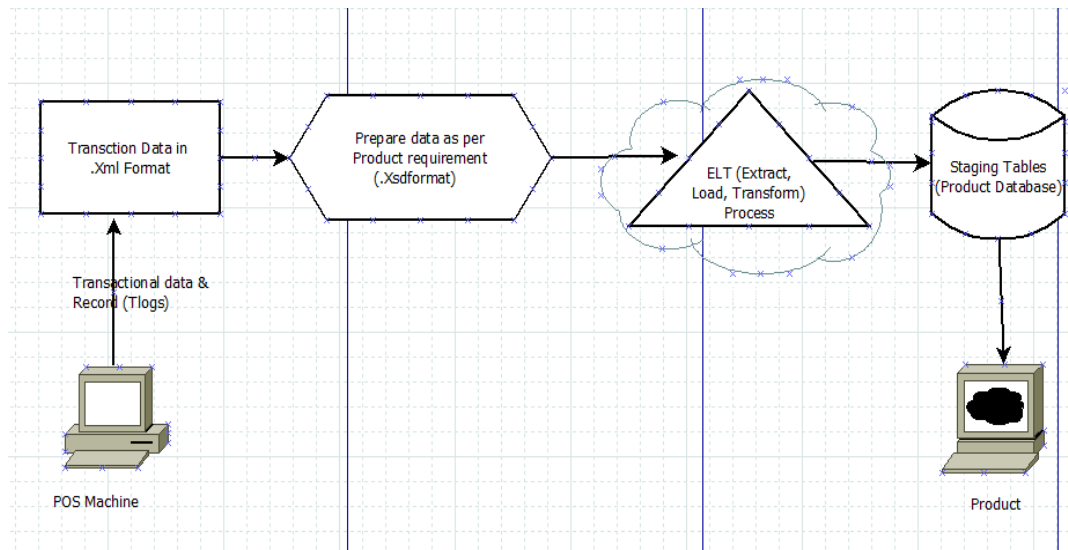 Transction Data in
.Xml Format
Prepare data as per
Product requirement
(.Xsdformat)
ELT (Extract,
Load, Transform)
Process
Staging Tables
(Product Database)
Transactional data &
Record (Tlogs)
POS Machine
Product